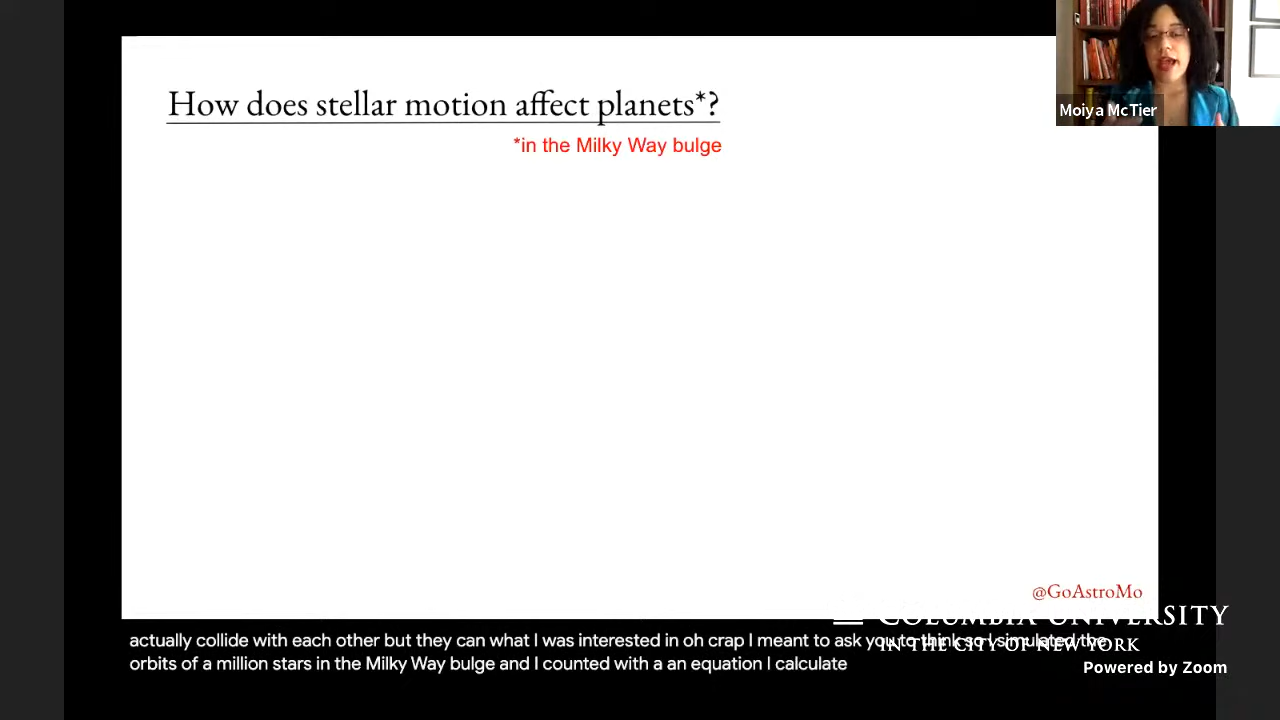 How does stellar motion affect planets*?
*in the Milky Way bulge
Moiya McTier
@GoAstroMo
COLUMBIA UNIVERSITY
IN THE CITY OF NEW YORK
actually collide with each other but they can what I was interested in oh crap I meant to ask you to think so I simulated the
orbits of a million stars in the Milky Way bulge and I counted with a an equation I calculate
Powered by Zoom